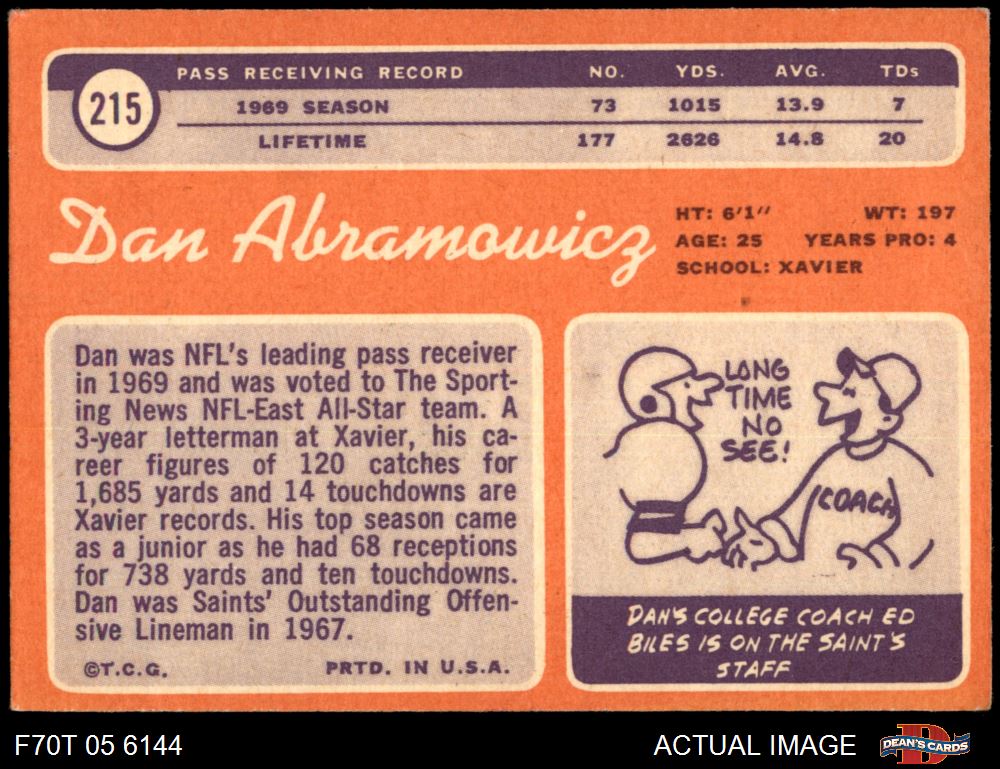 215
PASS RECEIVING RECORD NO. YDS. AVG. TDs
1969 SEASON 73 1015 13.9 7
LIFETIME 177 2626 14.8 20
Dan Abramowicz
HT: 6'1" WT: 197
AGE: 25 YEARS PRO: 4
SCHOOL: XAVIER
Dan was NFL's leading pass receiver
in 1969 and was voted to The Sport-
ing News NFL-East All-Star team. A
3-year letterman at Xavier, his ca-
reer figures of 120 catches for
1,685 yards and 14 touchdowns are
Xavier records. His top season came
as a junior as he had 68 receptions
for 738 yards and ten touchdowns.
Dan was Saints' Outstanding Offen-
sive Lineman in 1967.
©T.C.G. PRTD. IN U.S.A.
LONG
TIME
NO
SEE!
COACH
DAN'S COLLEGE COACH ED
BILES IS ON THE SAINT'S
STAFF
F70T 05 6144
ACTUAL IMAGE
DEAN'S CARDS